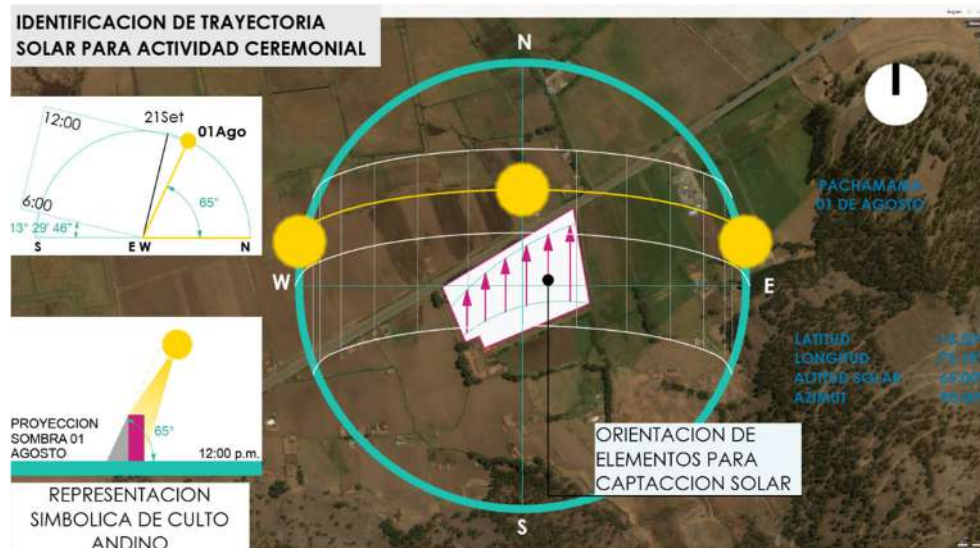 IDENTIFICACION DE TRAYECTORIA
SOLAR PARA ACTIVIDAD CEREMONIAL
12:00
21Set
01Ago
6:00
65°
13° 29' 46"
S
E W
N
PROYECCION
SOMBRA 01
AGOSTO
65°
12:00 p.m.
REPRESENTACION
SIMBOLICA DE CULTO
ANDINO
N
W
E
S
ORIENTACION DE
ELEMENTOS PARA
CAPTACCION SOLAR
PACHAMAMA
01 DE AGOSTO
LATITUD
LONGITUD
ALTITUD SOLAR
AZIMUT